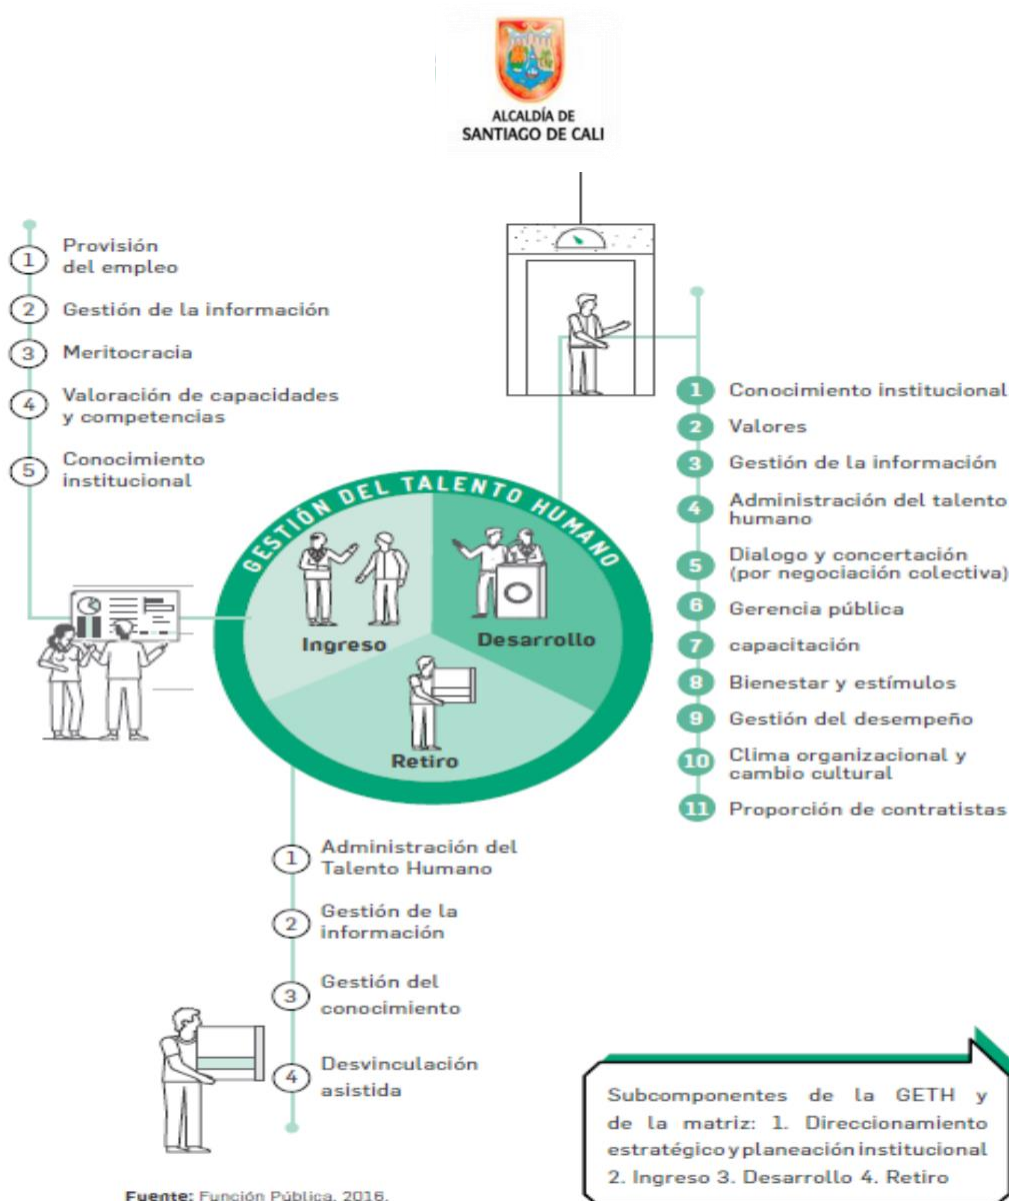 ALCALDÍA DE
SANTIAGO DE CALI
1 Provisión
del empleo
2 Gestión de la información
3 Meritocracia
4 Valoración de capacidades
y competencias
5 Conocimiento
institucional
1 Conocimiento institucional
2 Valores
3 Gestión de la información
4 Administración del talento
humano
5 Dialogo y concertación
(por negociación colectiva)
6 Gerencia pública
7 capacitación
8 Bienestar y estímulos
9 Gestión del desempeño
10 Clima organizacional y
cambio cultural
11 Proporción de contratistas
GESTIÓN DEL TALENTO HUMANO
Ingreso
Desarrollo
Retiro
1 Administración del
Talento Humano
2 Gestión de la
información
3 Gestión del
conocimiento
4 Desvinculación
asistida
Subcomponentes de la GETH y
de la matriz: 1. Direccionamiento
estratégico y planeación institucional
2. Ingreso 3. Desarrollo 4. Retiro
Fuente: Función Pública, 2016.